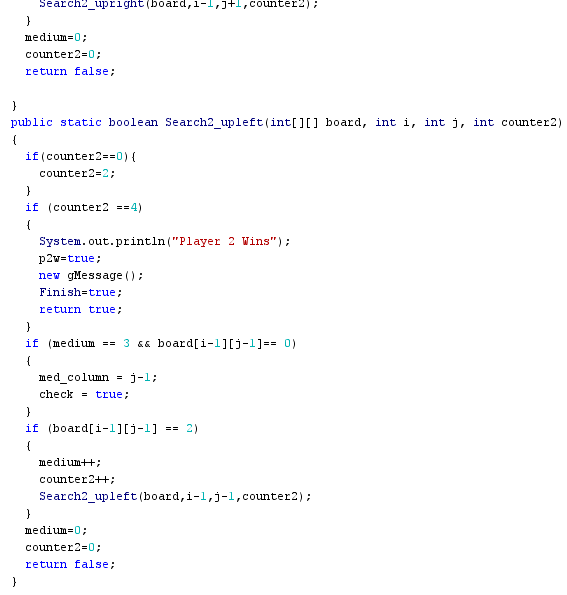 Search2_upright(board,i-1,j+1,counter2);
}
medium=0;
counter2=0;
return false;
}
public static boolean Search2_upleft(int[][] board, int i, int j, int counter2)
{
if(counter2==0){
counter2=2;
}
if (counter2 ==4)
{
System.out.println("Player 2 Wins");
p2w=true;
new gMessage();
Finish=true;
return true;
}
if (medium == 3 && board[i-1][j-1]== 0)
{
med_column = j-1;
check = true;
}
if (board[i-1][j-1] == 2)
{
medium++;
counter2++;
Search2_upleft(board,i-1,j-1,counter2);
}
medium=0;
counter2=0;
return false;
}